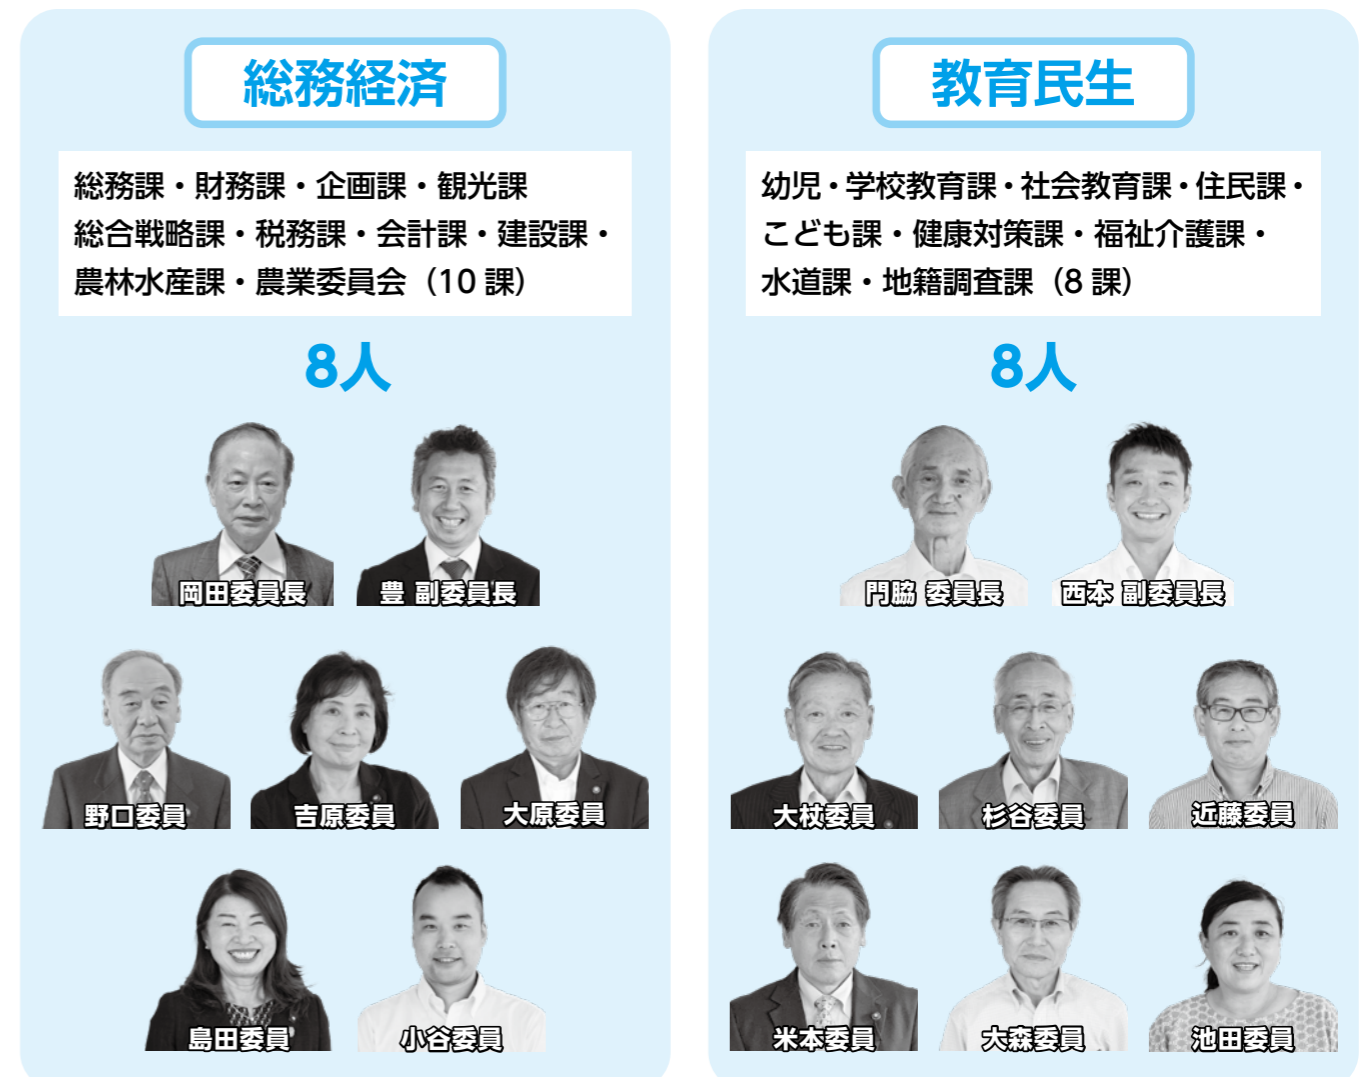 総務経済
総務課・財務課・企画課・観光課
総合戦略課・税務課・会計課・建設課・
農林水産課・農業委員会（10 課）
8人
岡田委員長
豊 副委員長
野口委員
吉原委員
大原委員
島田委員
小谷委員
教育民生
幼児・学校教育課・社会教育課・住民課・
こども課・健康対策課・福祉介護課・
水道課・地籍調査課（8 課）
8人
門脇 委員長
西本 副委員長
大杖委員
杉谷委員
近藤委員
米本委員
大森委員
池田委員